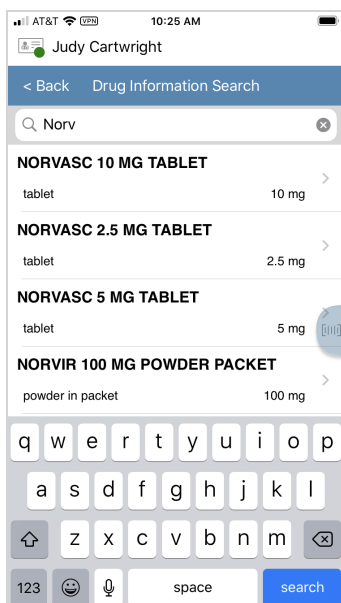 AT&T VPN 10:25 AM
Judy Cartwright
< Back Drug Information Search
Norv
NORVASC 10 MG TABLET
tablet 10 mg
NORVASC 2.5 MG TABLET
tablet 2.5 mg
NORVASC 5 MG TABLET
tablet 5 mg
NORVIR 100 MG POWDER PACKET
powder in packet 100 mg
q w e r t y u i o p
a s d f g h j k l
z x c v b n m
123 space search